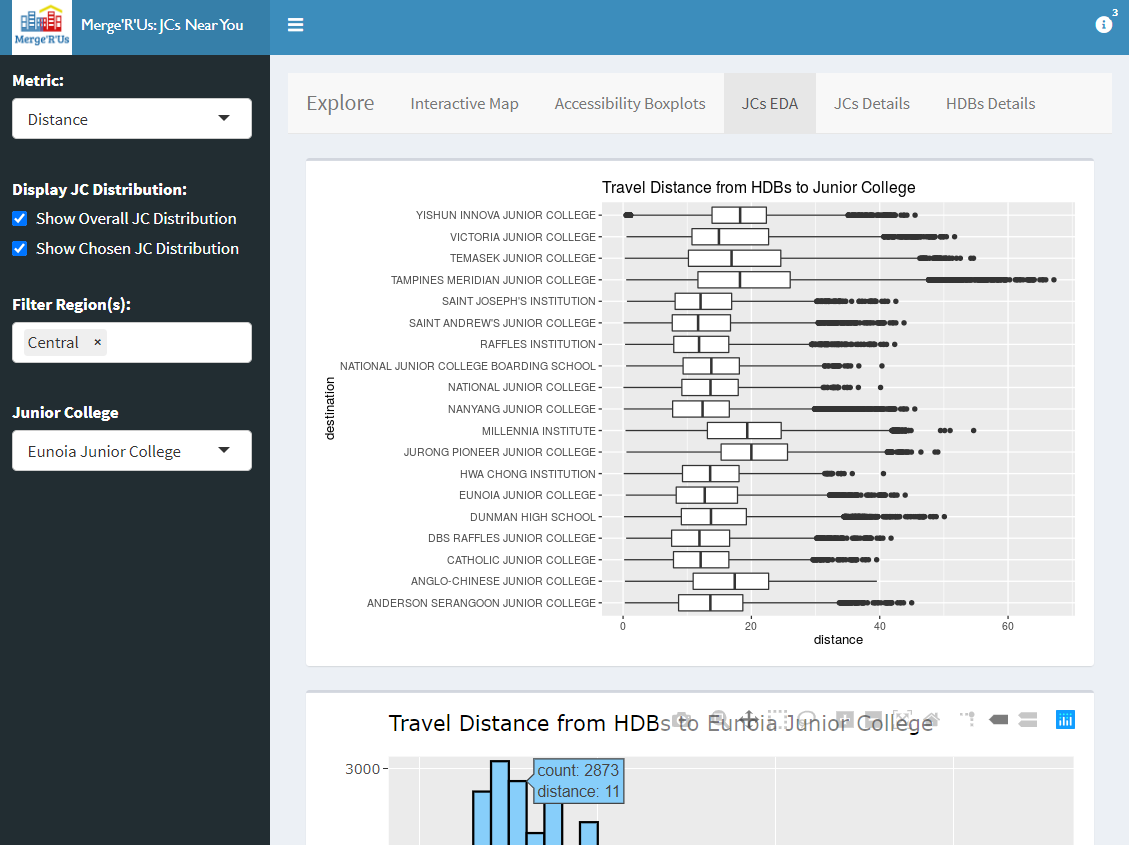 Merge'R'Us
Merge'R'Us: JCs Near You
3
Metric:
Distance
Display JC Distribution:
Show Overall JC Distribution
Show Chosen JC Distribution
Filter Region(s):
Central ×
Junior College
Eunoia Junior College
Explore Interactive Map Accessibility Boxplots JCs EDA JCs Details HDBs Details
Travel Distance from HDBs to Junior College
destination
YISHUN INNOVA JUNIOR COLLEGE
VICTORIA JUNIOR COLLEGE
TEMASEK JUNIOR COLLEGE
TAMPINES MERIDIAN JUNIOR COLLEGE
SAINT JOSEPH'S INSTITUTION
SAINT ANDREW'S JUNIOR COLLEGE
RAFFLES INSTITUTION
NATIONAL JUNIOR COLLEGE BOARDING SCHOOL
NATIONAL JUNIOR COLLEGE
NANYANG JUNIOR COLLEGE
MILLENNIA INSTITUTE
JURONG PIONEER JUNIOR COLLEGE
HWA CHONG INSTITUTION
EUNOIA JUNIOR COLLEGE
DUNMAN HIGH SCHOOL
DBS RAFFLES JUNIOR COLLEGE
CATHOLIC JUNIOR COLLEGE
ANGLO-CHINESE JUNIOR COLLEGE
ANDERSON SERANGOON JUNIOR COLLEGE
0 20 40 60
distance
Travel Distance from HDBs to Eunoia Junior College
3000
count: 2873
distance: 11